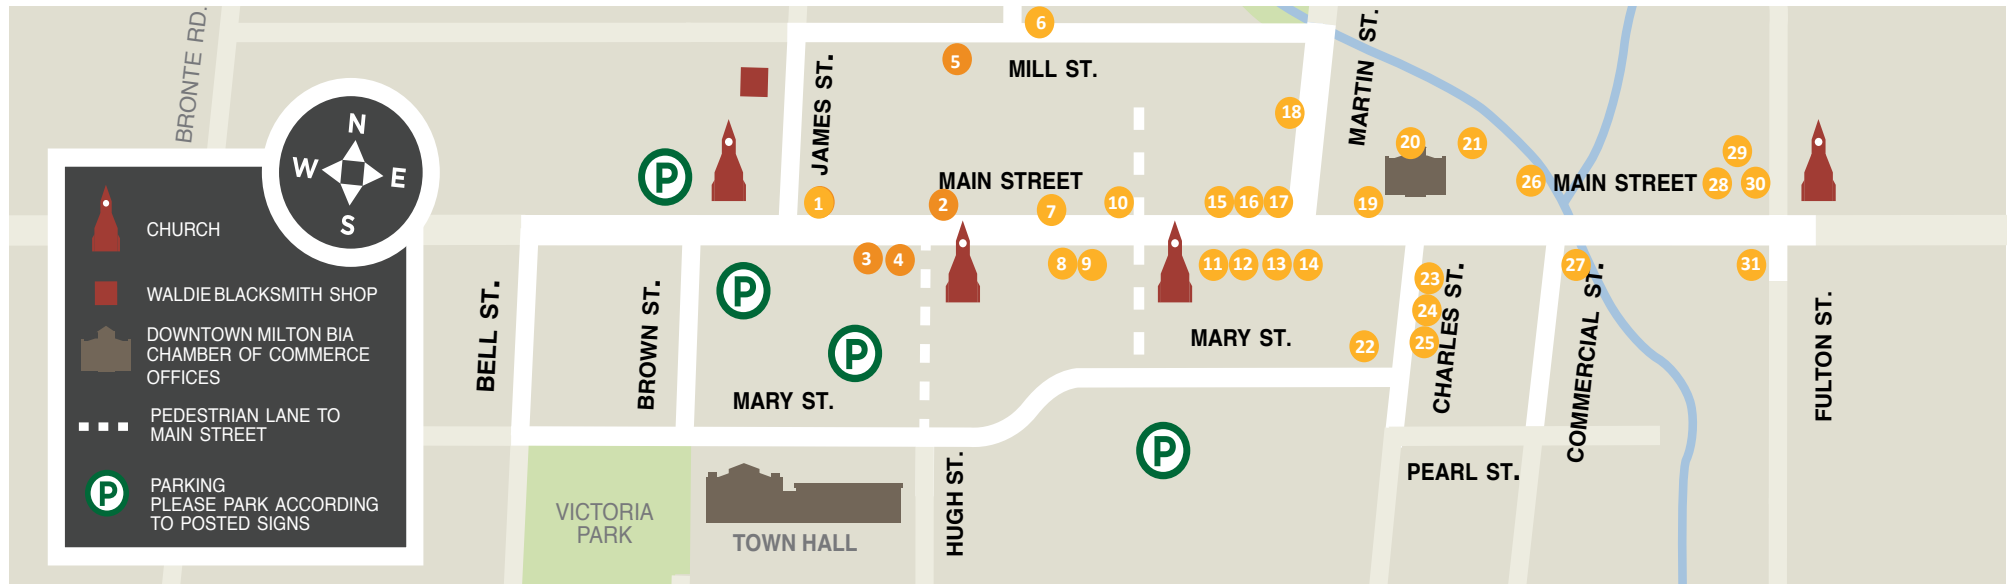 BRONTE RD.
N
W
E
S
CHURCH
WALDIE BLACKSMITH SHOP
DOWNTOWN MILTON BIA
CHAMBER OF COMMERCE
OFFICES
PEDESTRIAN LANE TO
MAIN STREET
P
PARKING
PLEASE PARK ACCORDING
TO POSTED SIGNS
6
5
MILL ST.
JAMES ST.
MARTIN ST.
18
20
21
29
P
MAIN STREET
26
MAIN STREET
28
30
1
2
7
10
15
16
17
19
3
4
8
9
11
12
13
14
23
27
31
P
24
BELL ST.
BROWN ST.
P
MARY ST.
22
25
CHARLES ST.
COMMERCIAL ST.
FULTON ST.
MARY ST.
P
PEARL ST.
VICTORIA
PARK
TOWN HALL
HUGH ST.